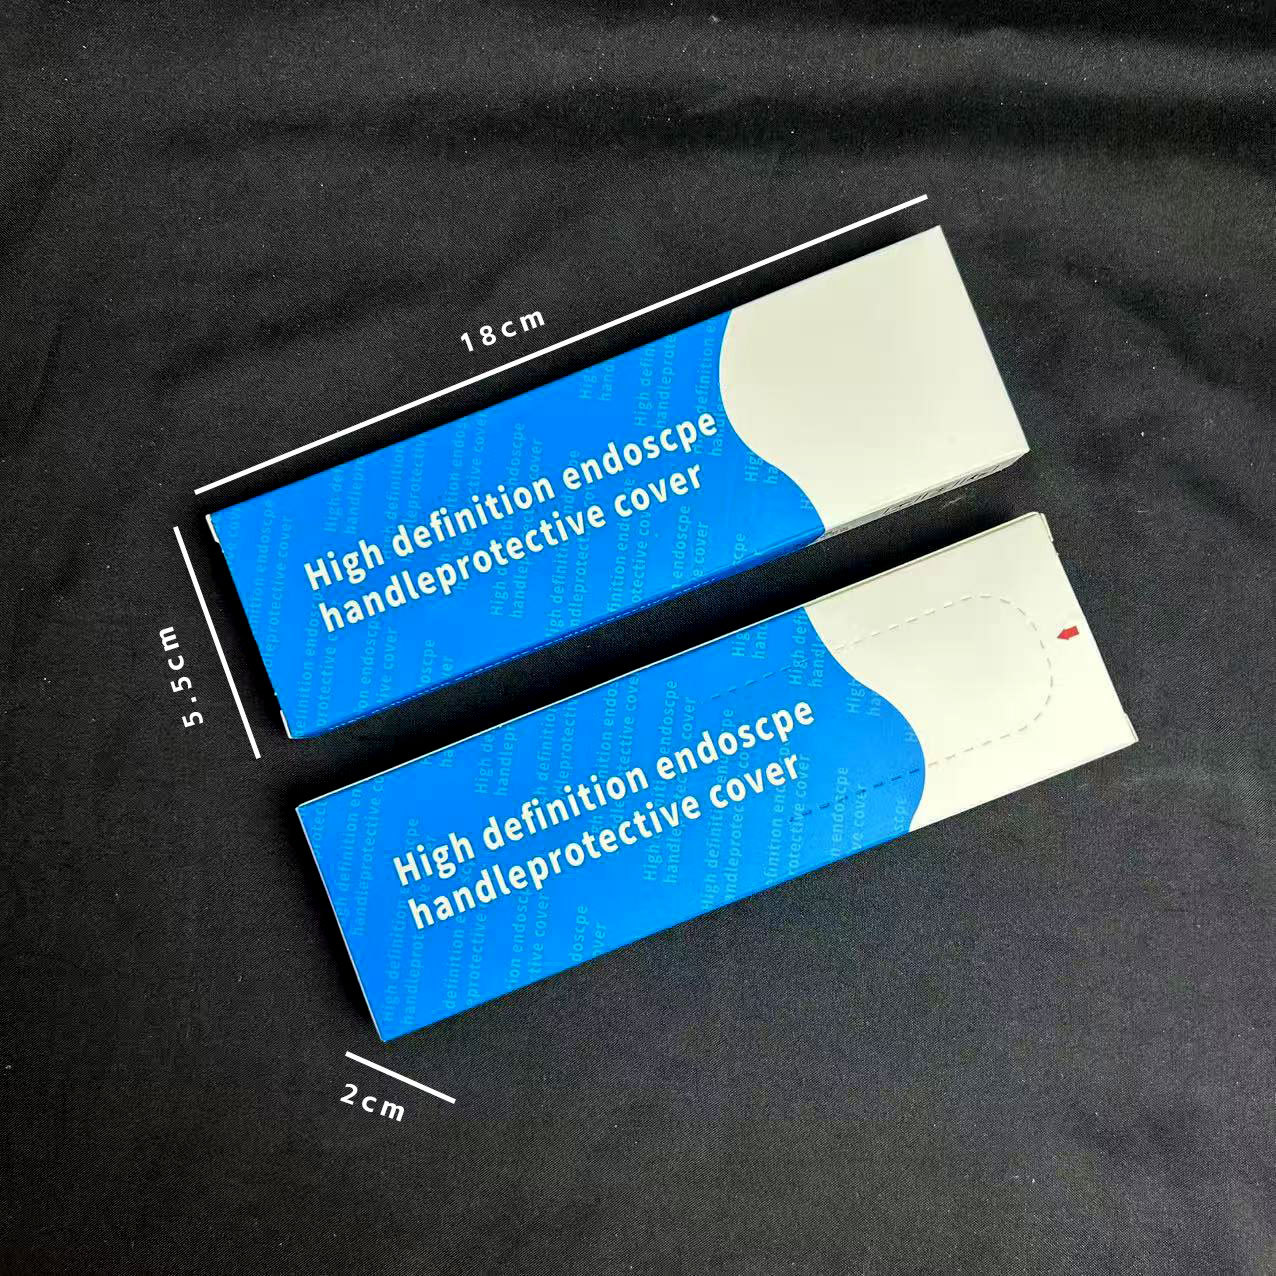 18cm
High definition endoscpe
handleprotective cover
5.5cm
High definition endoscpe
handleprotective cover
2cm